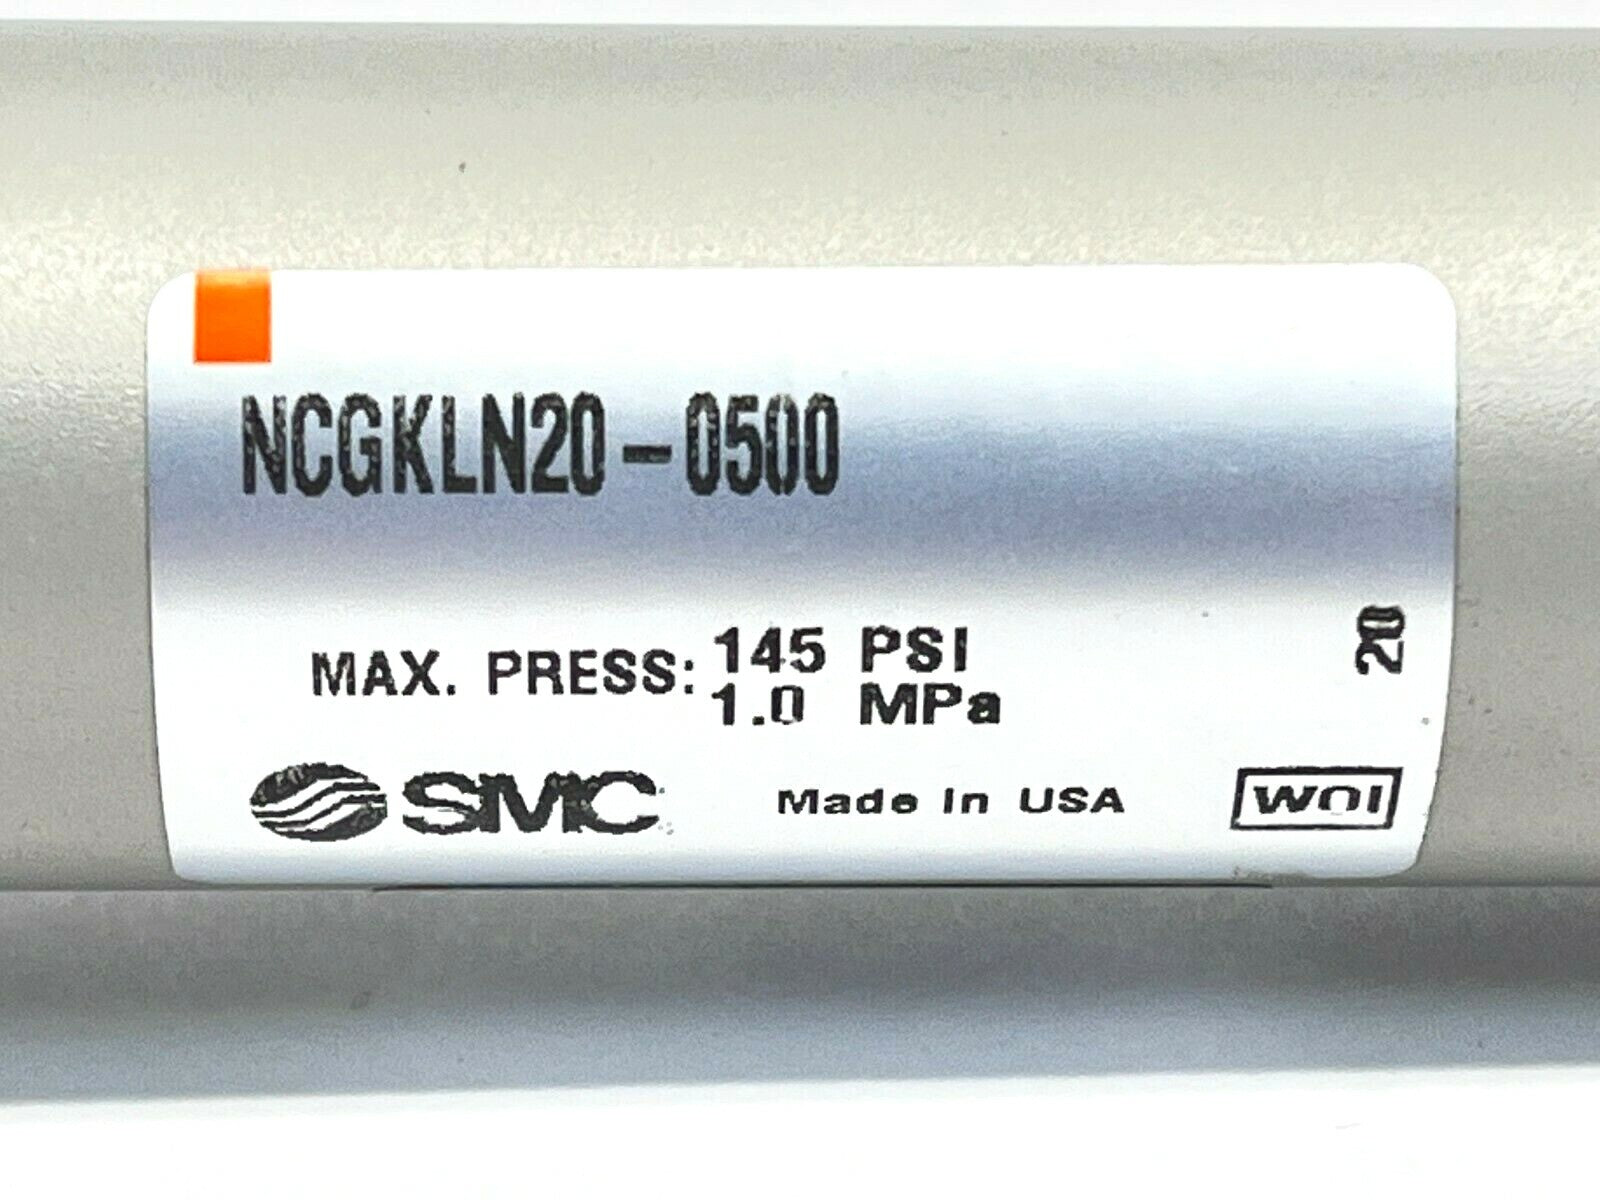 NCGKLN20-0500
MAX. PRESS: 145 PSI
1.0 MPa
20
SMC Made in USA WOI